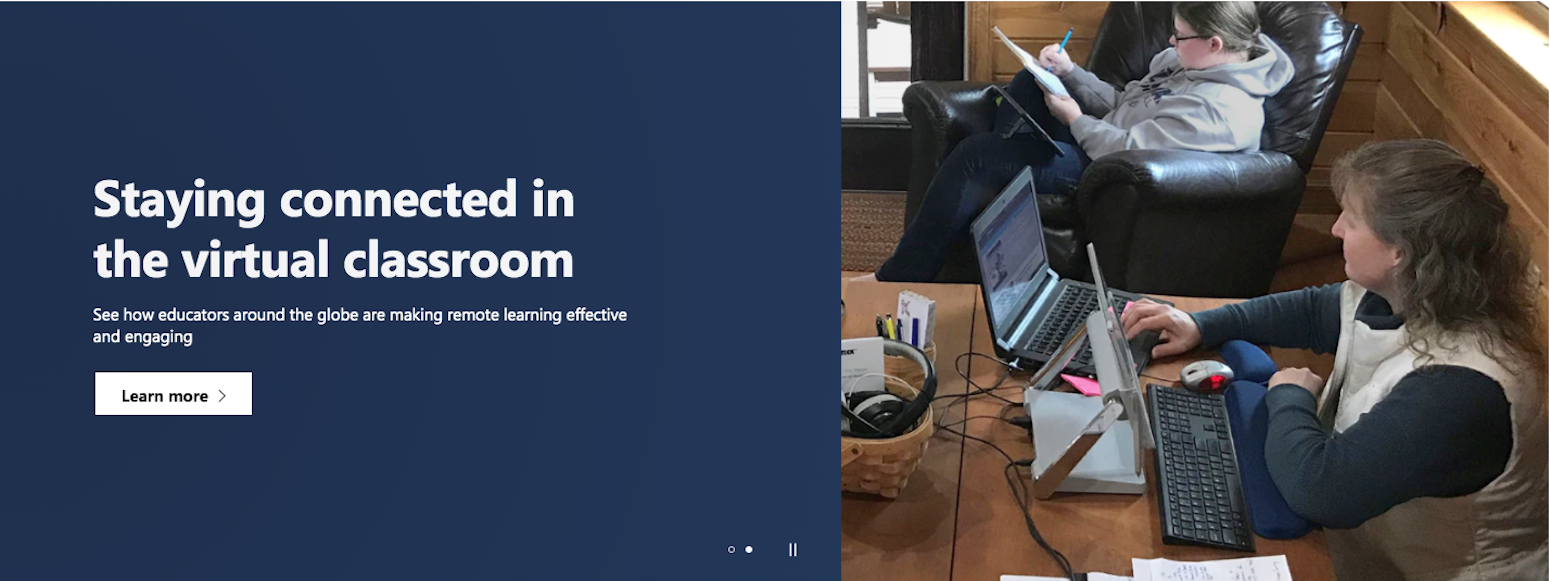 Staying connected in
the virtual classroom
See how educators around the globe are making remote learning effective
and engaging
Learn more